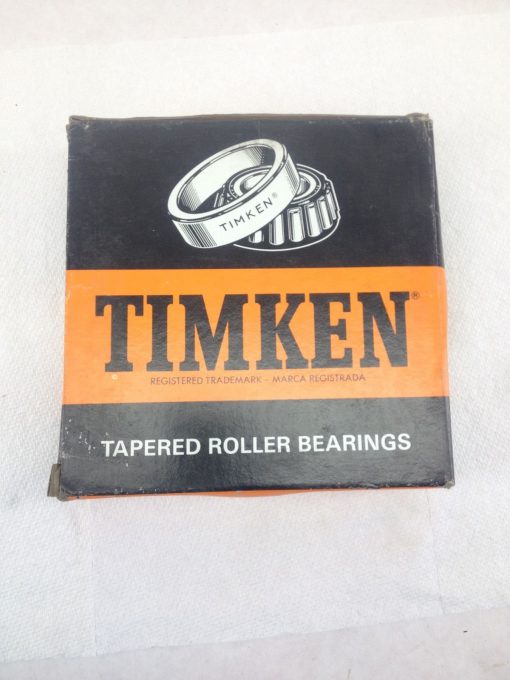 TIMKEN®
TIMKEN®
REGISTERED TRADEMARK - MARCA REGISTRADA
TAPERED ROLLER BEARINGS